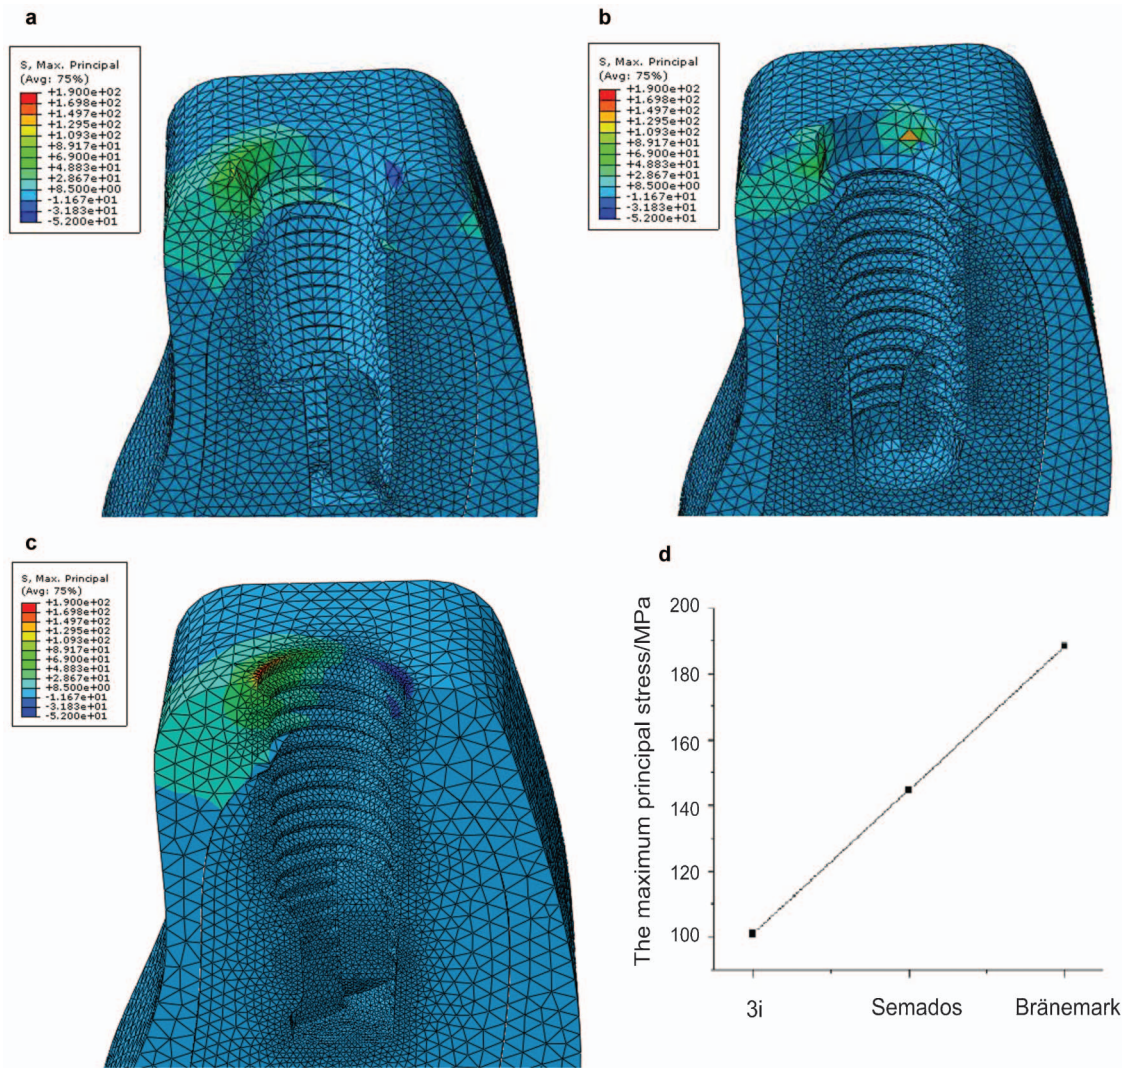 a
S, Max. Principal
(Avg: 75%)
+1.900e+02
+1.698e+02
+1.497e+02
+1.295e+02
+1.093e+02
+8.917e+01
+6.900e+01
+4.883e+01
+2.867e+01
+8.500e+00
-1.167e+01
-3.183e+01
-5.200e+01
b
S, Max. Principal
(Avg: 75%)
+1.900e+02
+1.698e+02
+1.497e+02
+1.295e+02
+1.093e+02
+8.917e+01
+6.900e+01
+4.883e+01
+2.867e+01
+8.500e+00
-1.167e+01
-3.183e+01
-5.200e+01
c
S, Max. Principal
(Avg: 75%)
+1.900e+02
+1.698e+02
+1.497e+02
+1.295e+02
+1.093e+02
+8.917e+01
+6.900e+01
+4.883e+01
+2.867e+01
+8.500e+00
-1.167e+01
-3.183e+01
-5.200e+01
d
The maximum principal stress/MPa
200
180
160
140
120
100
3i
Semados
Bränemark